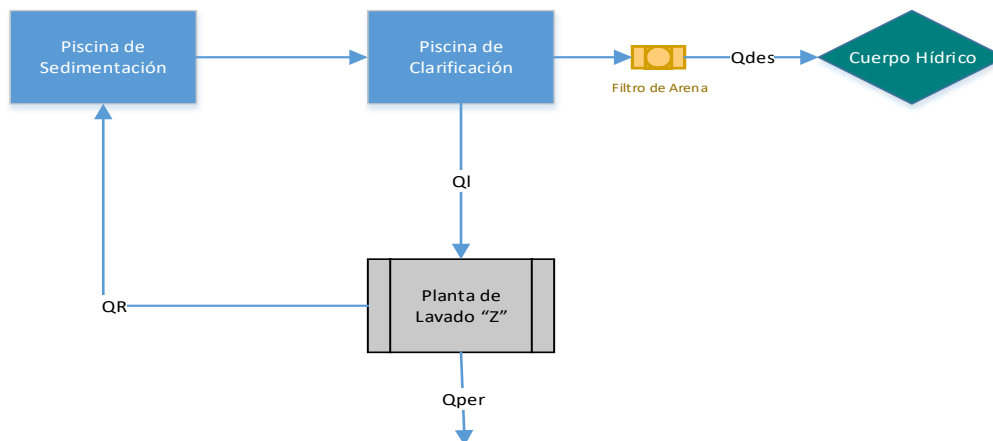 Piscina de
Sedimentación
Piscina de
Clarificación
Filtro de Arena
Qdes
Cuerpo Hídrico
Ql
QR
Planta de
Lavado “Z”
Qper